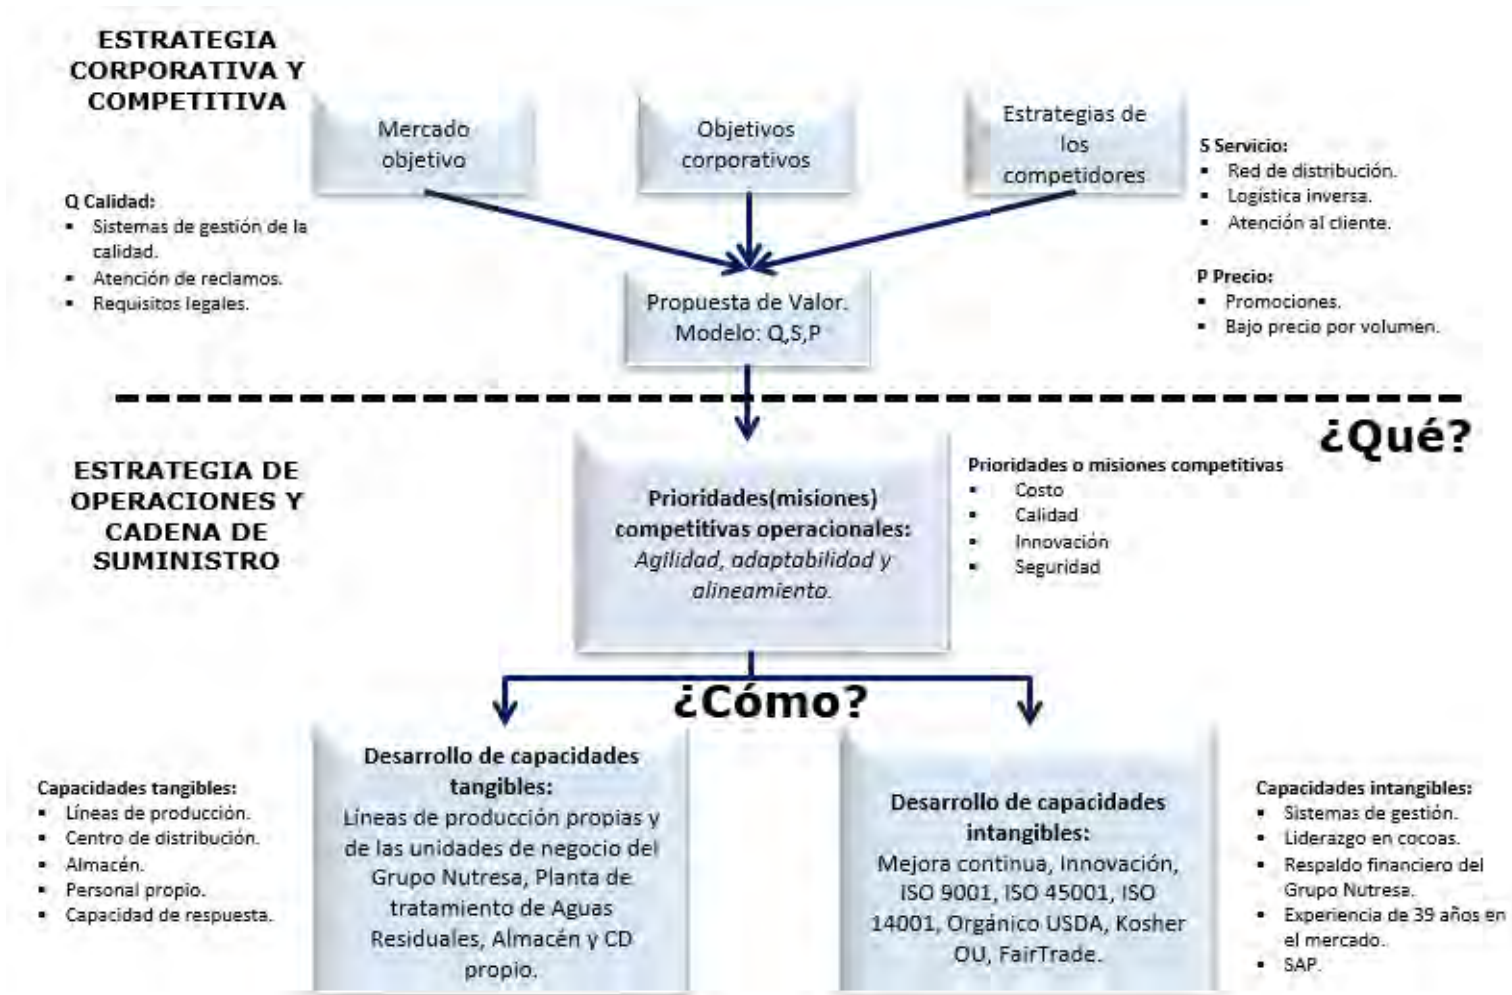 ESTRATEGIA
CORPORATIVA Y
COMPETITIVA
Mercado
objetivo
Objetivos
corporativos
Estrategias de
los
competidores
Q Calidad:
▪ Sistemas de gestión de la
calidad.
▪ Atención de reclamos.
▪ Requisitos legales.
S Servicio:
▪ Red de distribución.
▪ Logística inversa.
▪ Atención al cliente.
P Precio:
▪ Promociones.
▪ Bajo precio por volumen.
Propuesta de Valor.
Modelo: Q,S,P
¿Qué?
ESTRATEGIA DE
OPERACIONES Y
CADENA DE
SUMINISTRO
Prioridades(misiones)
competitivas operacionales:
Agilidad, adaptabilidad y
alineamiento.
Prioridades o misiones competitivas
▪ Costo
▪ Calidad
▪ Innovación
▪ Seguridad
¿Cómo?
Capacidades tangibles:
▪ Líneas de producción.
▪ Centro de distribución.
▪ Almacén.
▪ Personal propio.
▪ Capacidad de respuesta.
Desarrollo de capacidades
tangibles:
Líneas de producción propias y
de las unidades de negocio del
Grupo Nutresa, Planta de
tratamiento de Aguas
Residuales, Almacén y CD
propio.
Desarrollo de capacidades
intangibles:
Mejora continua, Innovación,
ISO 9001, ISO 45001, ISO
14001, Orgánico USDA, Kosher
OU, FairTrade.
Capacidades intangibles:
▪ Sistemas de gestión.
▪ Liderazgo en cocoas.
▪ Respaldo financiero del
Grupo Nutresa.
▪ Experiencia de 39 años en
el mercado.
▪ SAP.